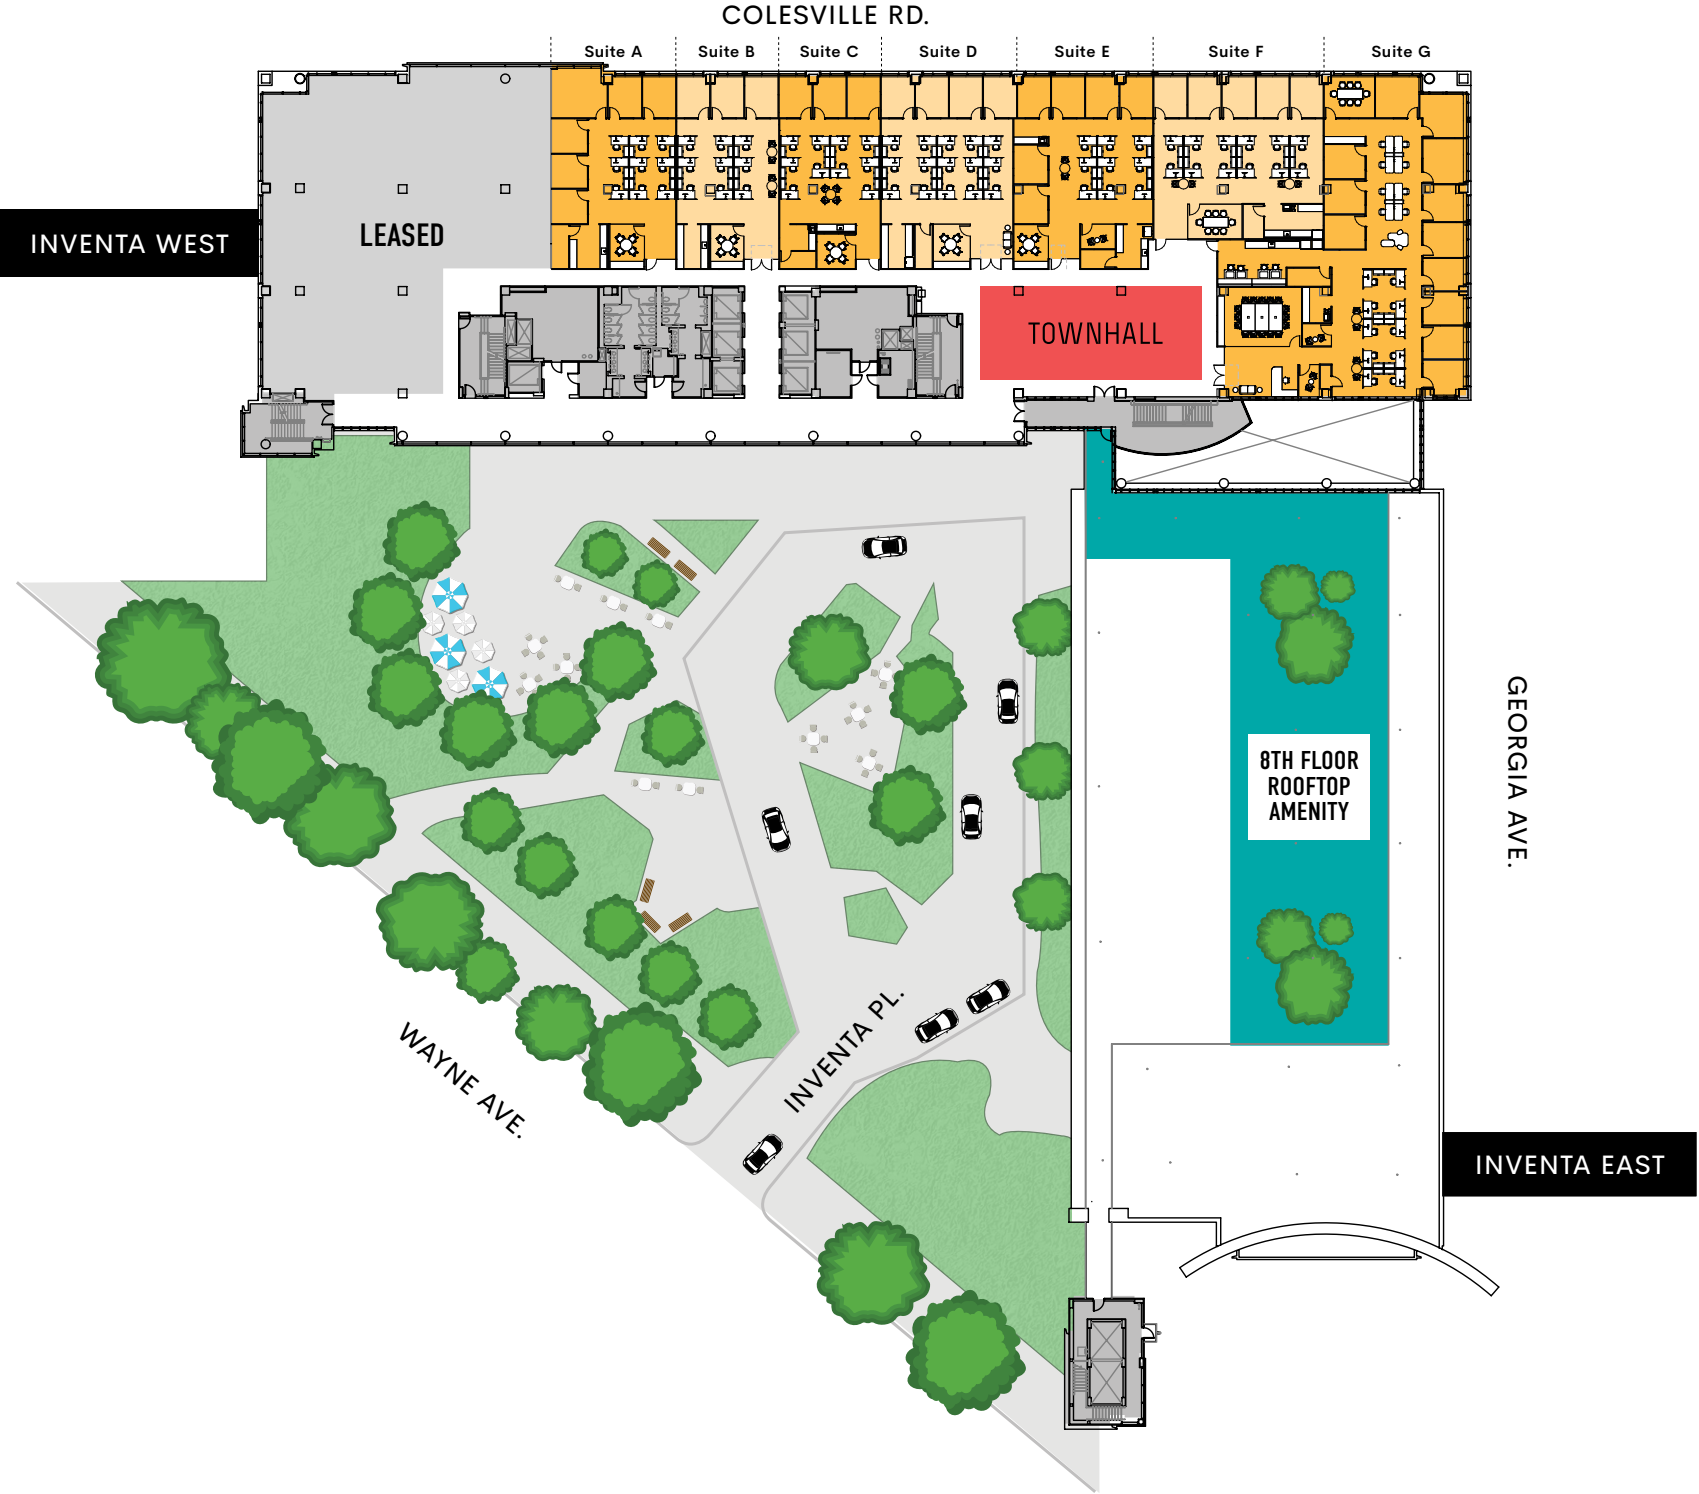 COLESVILLE RD.
Suite A
Suite B
Suite C
Suite D
Suite E
Suite F
Suite G
INVENTA WEST
LEASED
TOWNHALL
GEORGIA AVE.
8TH FLOOR
ROOFTOP
AMENITY
WAYNE AVE.
INVENTA PL.
INVENTA EAST